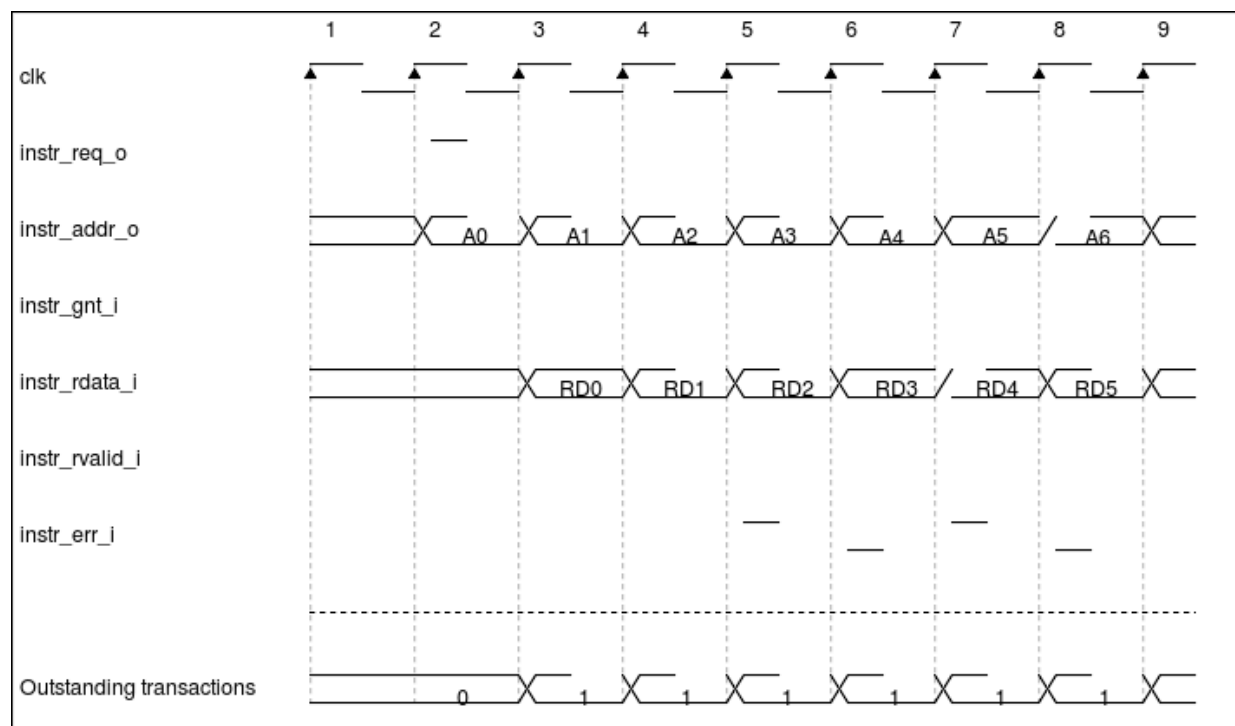 1 2 3 4 5 6 7 8 9
clk
instr_req_o
instr_addr_o A0 A1 A2 A3 A4 A5 A6
instr_gnt_i
instr_rdata_i RD0 RD1 RD2 RD3 RD4 RD5
instr_rvalid_i
instr_err_i
Outstanding transactions 0 1 1 1 1 1 1